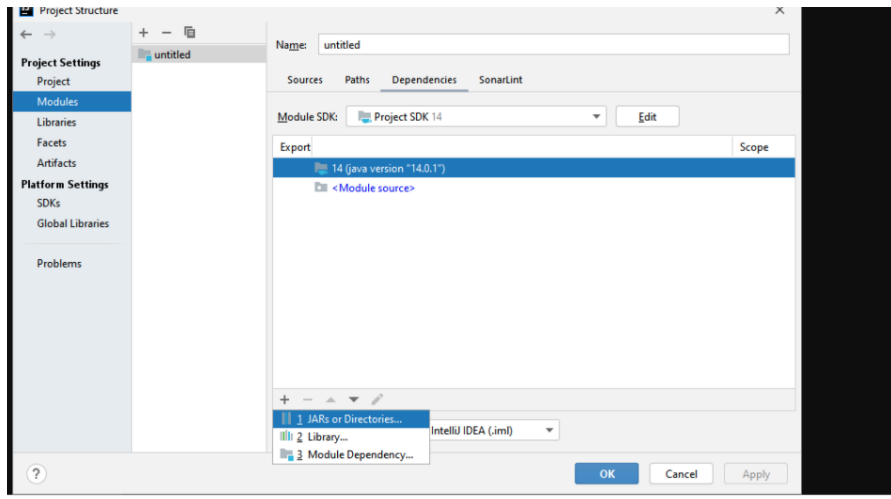 Project Structure
Project Settings
Project
Modules
Libraries
Facets
Artifacts
Platform Settings
SDKs
Global Libraries
Problems
untitled
Name: untitled
Sources Paths Dependencies SonarLint
Module SDK: Project SDK 14 Edit
Export Scope
14 (java version "14.0.1")
<Module source>
1 JARs or Directories...
2 Library...
3 Module Dependency...
IntelliJ IDEA (.iml)
? OK Cancel Apply